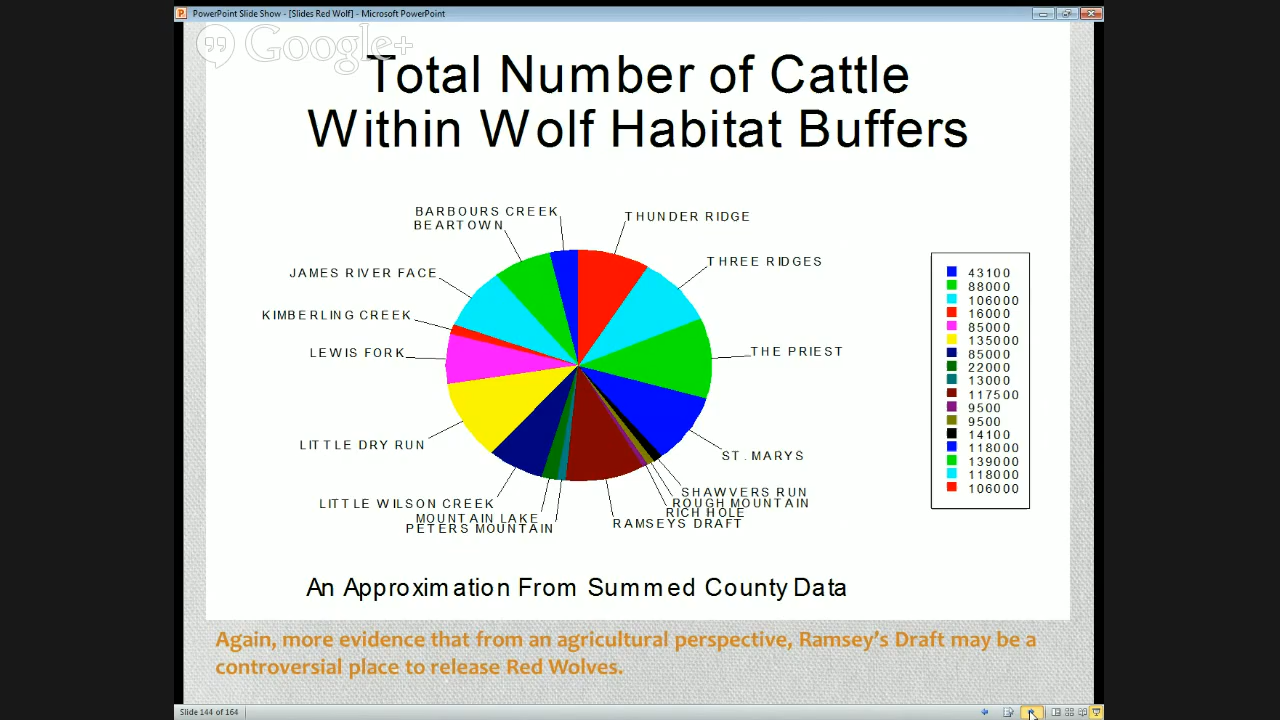 PowerPoint Slide Show - [Slides Red Wolf] - Microsoft PowerPoint
Google+
Total Number of Cattle
Within Wolf Habitat Buffers
BARBOURS CREEK
BEARTOWN
JAMES RIVER FACE
KIMBERLING CREEK
LEWIS FORK
LITTLE DRY RUN
LITTLE WILSON CREEK
MOUNTAIN LAKE
PETERS MOUNTAIN
THUNDER RIDGE
THREE RIDGES
THE PRIEST
ST. MARYS
SHAWVERS RUN
ROUGH MOUNTAIN
RICH HOLE
RAMSEYS DRAFT
43100
88000
106000
16000
85000
135000
85000
22000
13000
117500
9500
9500
14100
118000
139000
118000
106000
An Approximation From Summed County Data
Again, more evidence that from an agricultural perspective, Ramsey's Draft may be a
controversial place to release Red Wolves.
Slide 144 of 164